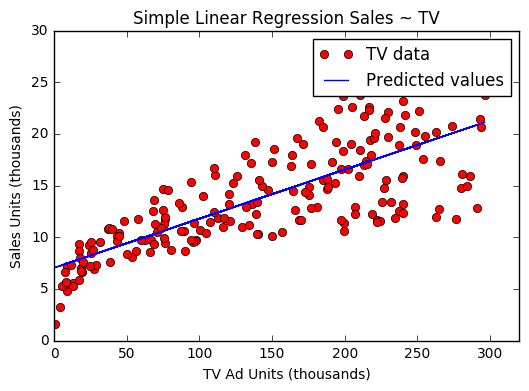 Simple Linear Regression Sales ~ TV
TV data
Predicted values
30
25
20
15
10
5
0
Sales Units (thousands)
0 50 100 150 200 250 300
TV Ad Units (thousands)